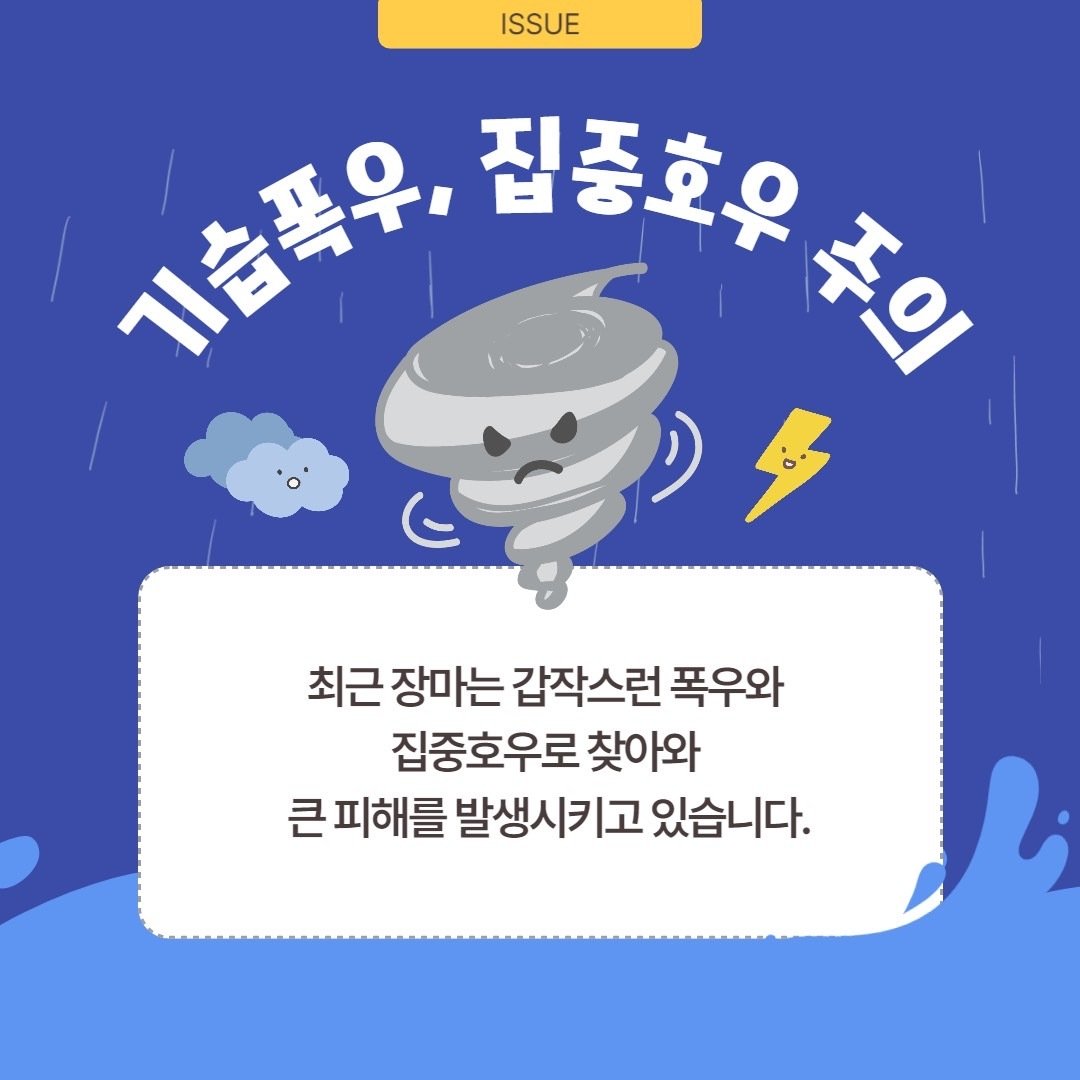 ISSUE
기습폭우, 집중호우 주의
최근 장마는 갑작스런 폭우와
집중호우로 찾아와
큰 피해를 발생시키고 있습니다.